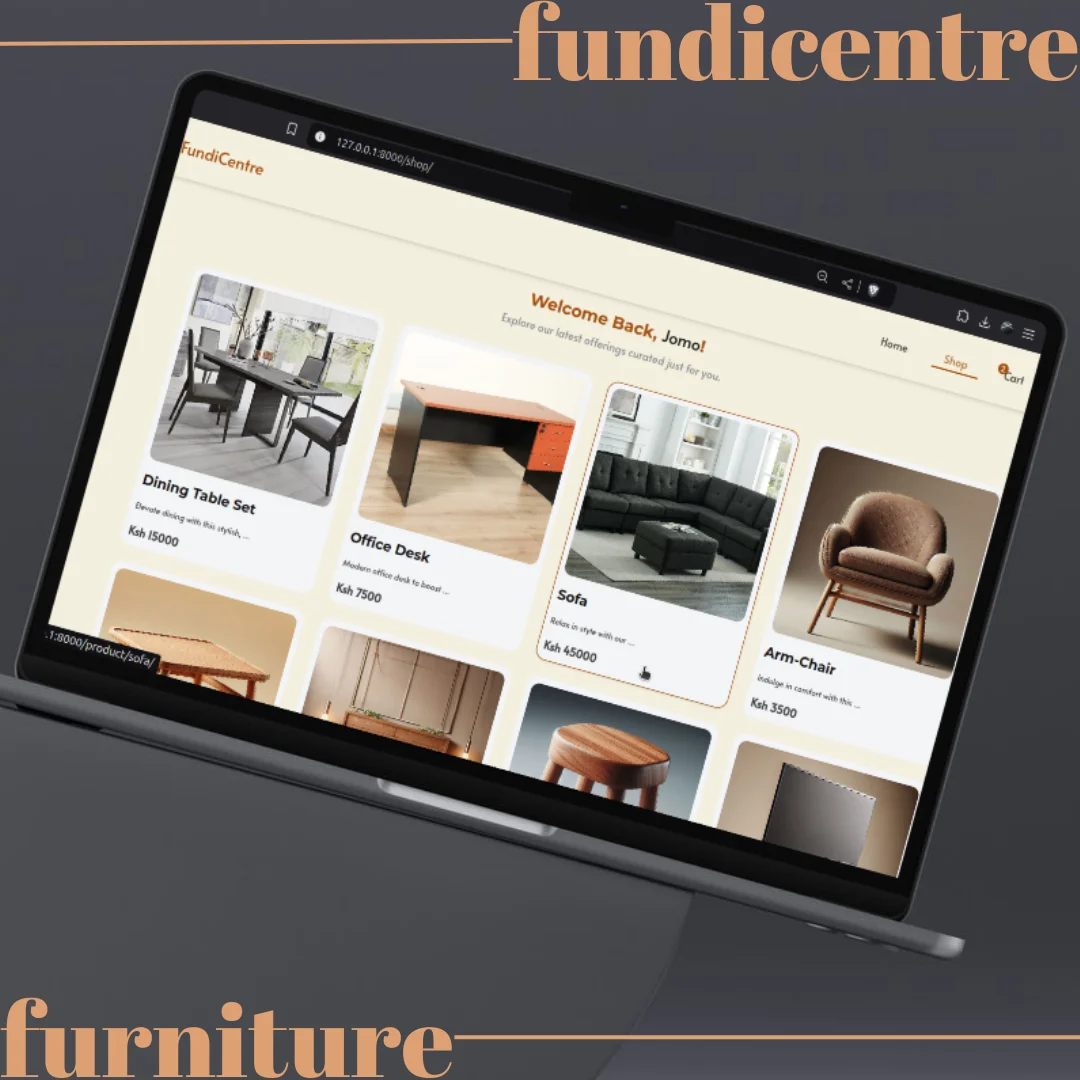 fundicentre
127.0.0.1:8000/shop/
FundiCentre
Home
Shop
2
Cart
Welcome Back, Jomo!
Explore our latest offerings curated just for you.
Dining Table Set
Elevate dining with this stylish, ...
Ksh 15000
Office Desk
Modern office desk to boost ...
Ksh 7500
Sofa
Relax in style with our ...
Ksh 45000
Arm-Chair
Indulge in comfort with this ...
Ksh 3500
.1:8000/product/sofa/
furniture